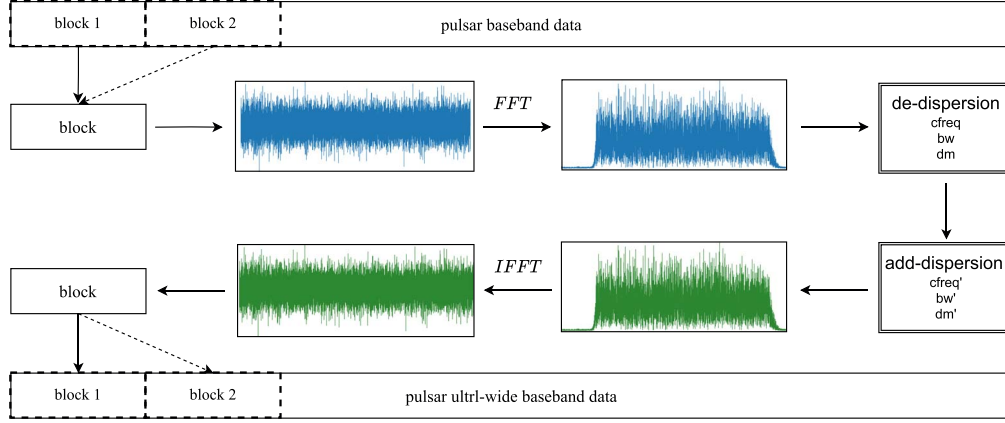 block 1
block 2
pulsar baseband data
block
FFT
de-dispersion
cfreq
bw
dm
block
IFFT
add-dispersion
cfreq'
bw'
dm'
block 1
block 2
pulsar ultrl-wide baseband data